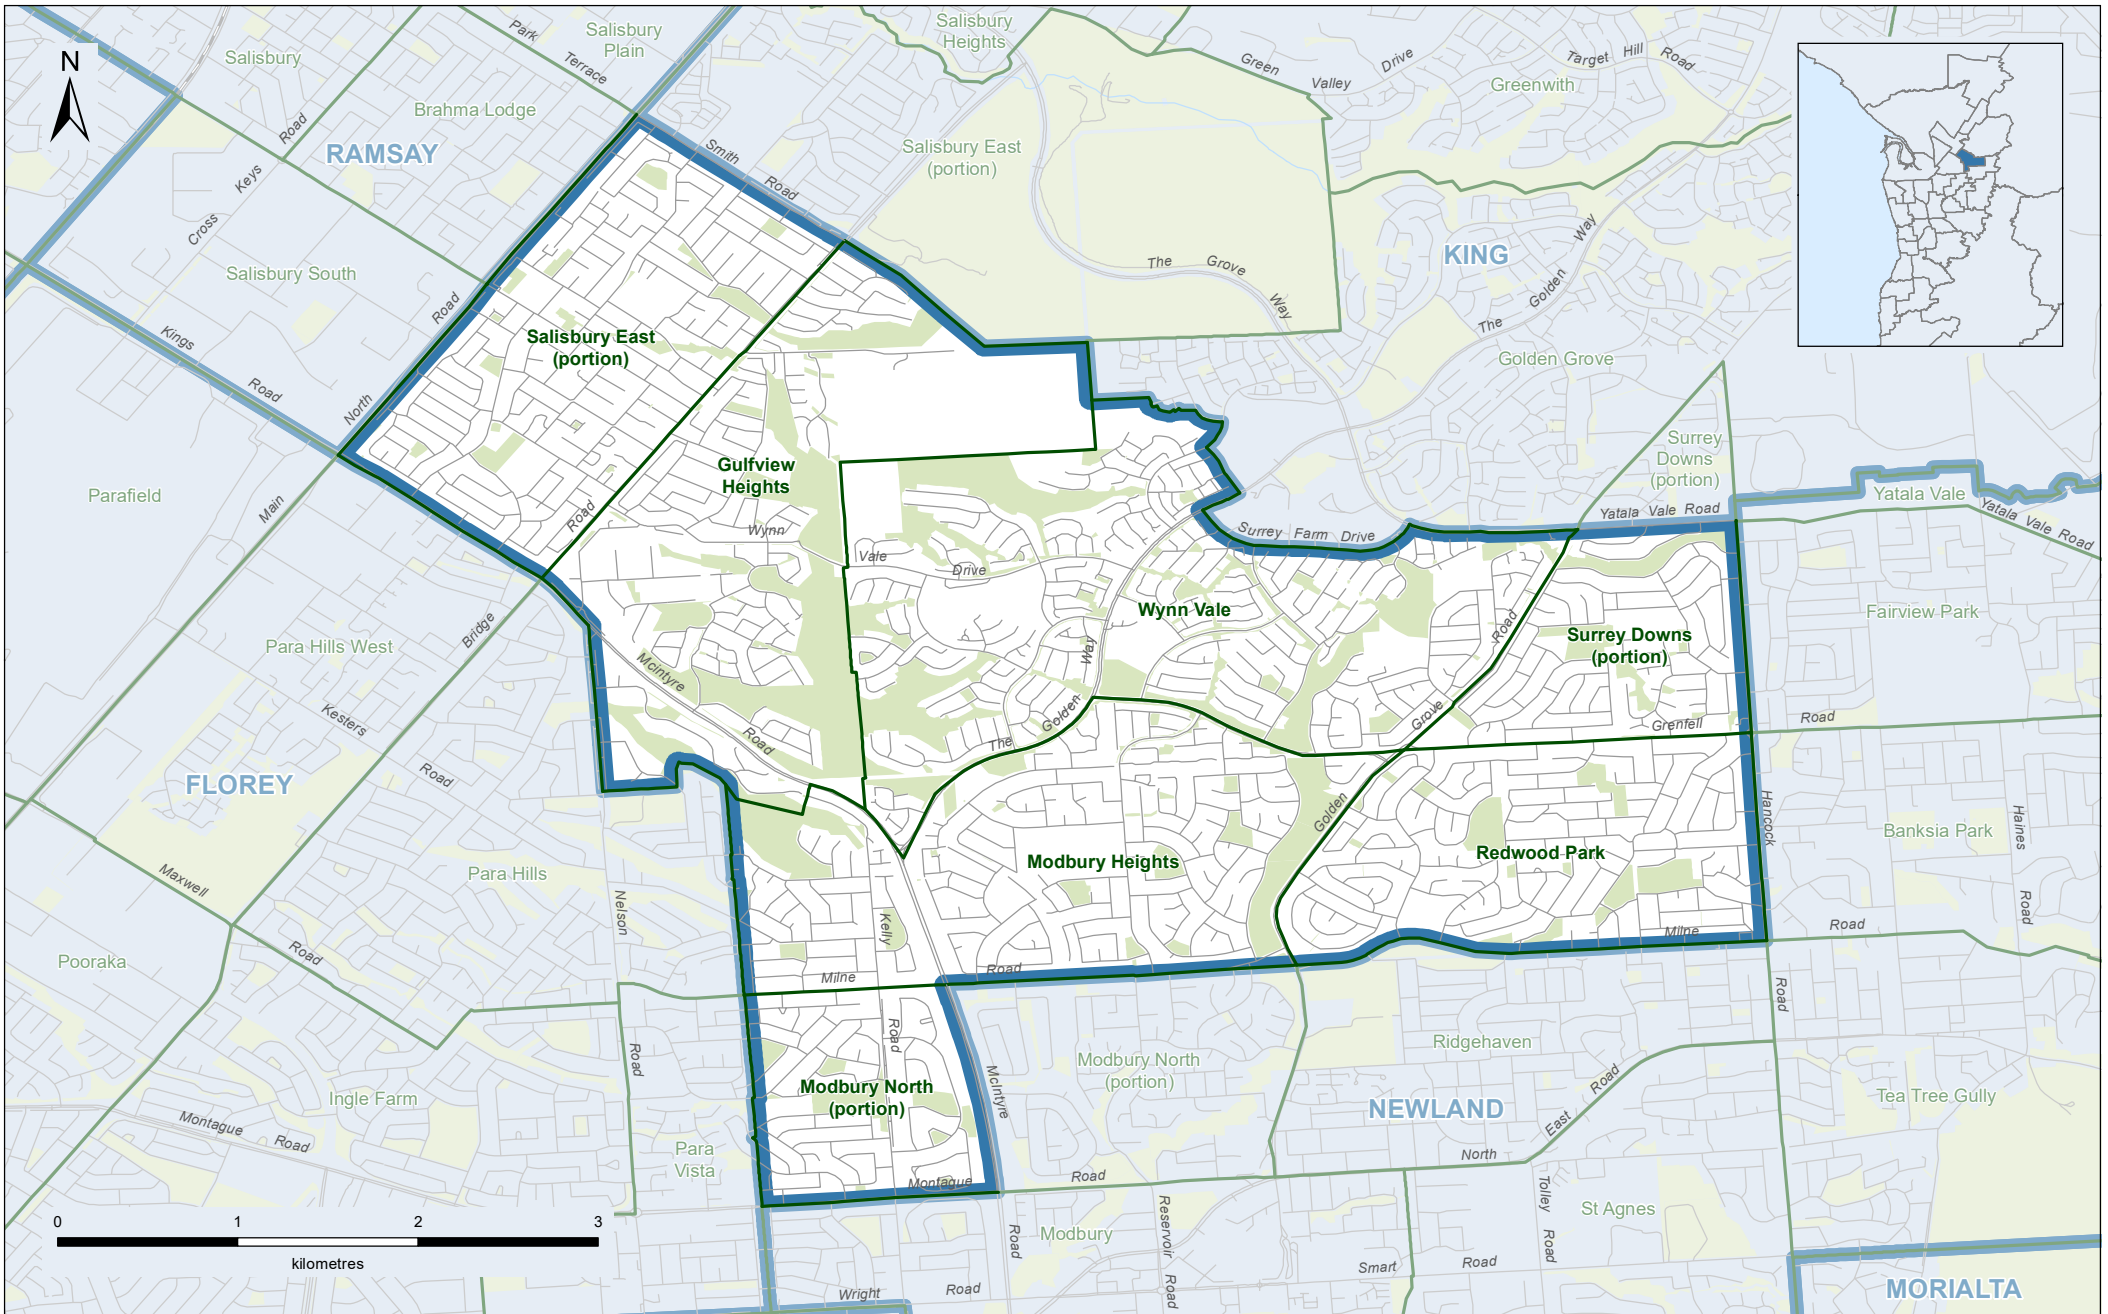 N
Salisbury
Park
Terrace
Salisbury
Plain
Salisbury
Heights
Green
Valley
Drive
Target Hill Road
Greenwith
Brahma Lodge
Road
Keys
Cross
RAMSAY
Smith
Road
Salisbury East
(portion)
KING
Way
Golden
The
The Grove
Way
Salisbury South
Road
North
Kings
Road
Salisbury East
(portion)
Golden Grove
Surrey
Downs
(portion)
Yatala Vale Road
Yatala Vale
Yatala Vale Road
Parafield
Main
Road
Gulfview
Heights
Wynn
Vale
Drive
Surrey Farm Drive
Wynn Vale
Way
Golden
The
Road
Grove
Golden
Surrey Downs
(portion)
Grenfell
Road
Fairview Park
Para Hills West
Bridge
McIntyre
Road
Kesters
Road
FLOREY
Modbury Heights
Redwood Park
Hancock
Road
Haines
Road
Banksia Park
Maxwell
Road
Para Hills
Nelson
Road
Kelly
Road
Pooraka
Milne
Road
Milne
Road
Modbury North
(portion)
McIntyre
Road
Modbury North
(portion)
Ridgehaven
NEWLAND
East
Road
North
Tea Tree Gully
Ingle Farm
Montague
Road
Para
Vista
Montague
Road
Reservoir
Road
Modbury
Tolley
Road
St Agnes
Smart
Road
Wright
Road
MORIALTA
0 1 2 3
kilometres